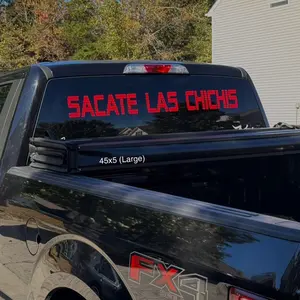 SACATE LAS CHICHIS
45x5 (Large)
FX4